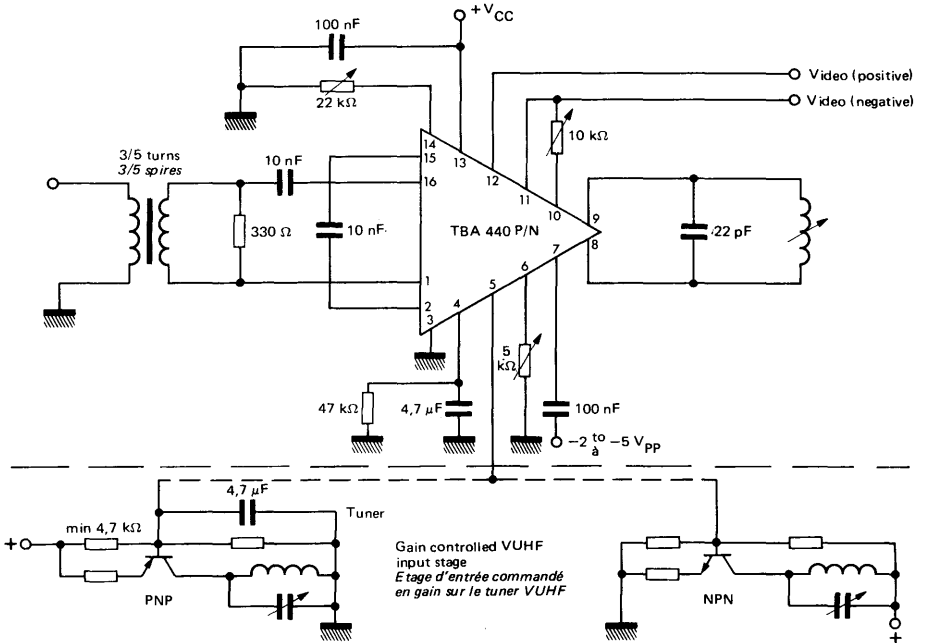 +VCC
100 nF
22 kΩ
Video (positive)
Video (negative)
10 kΩ
3/5 turns
3/5 spires
10 nF
14
15
13
12
16
11
10
330 Ω
10 nF.
TBA 440 P/N
9
8
.22 pF
1
2
3
4
5
6
7
5
kΩ
47 kΩ
4,7 μF
100 nF
−2 to −5 VPP
à
4,7 μF
Tuner
min 4,7 kΩ
+
PNP
Gain controlled VUHF
input stage
Etage d'entrée commandé
en gain sur le tuner VUHF
NPN
+